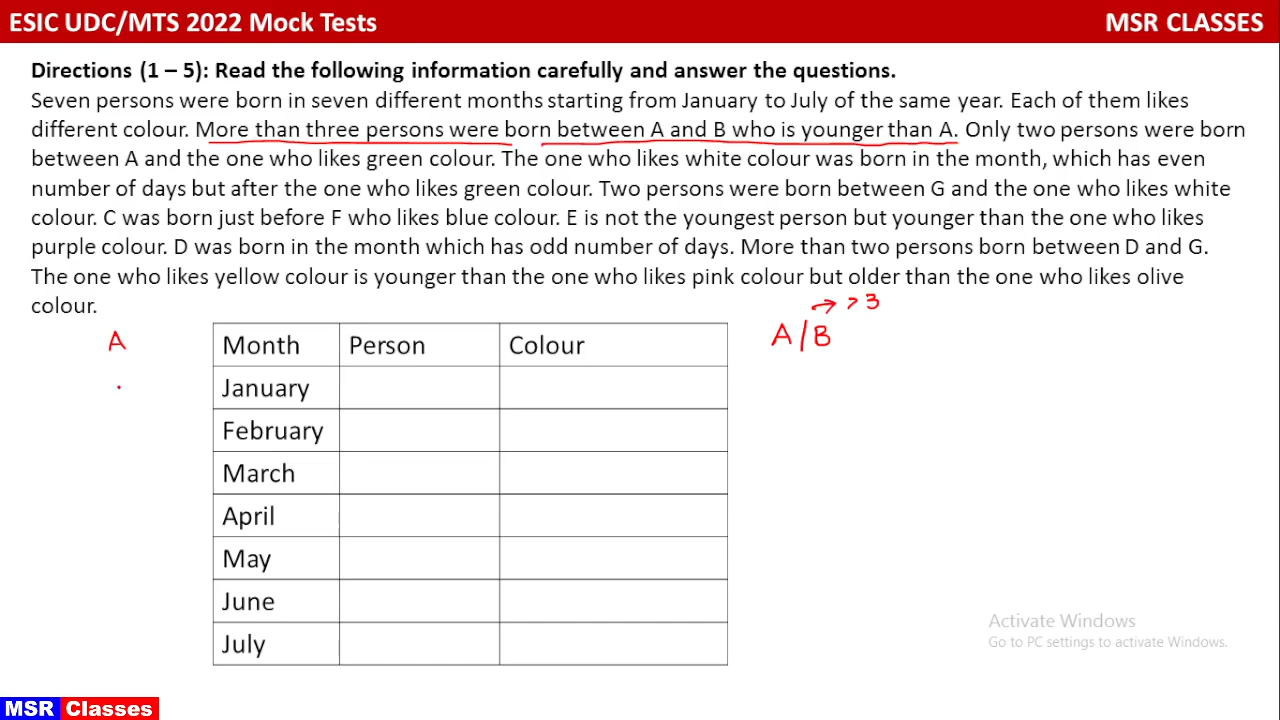 ESIC UDC/MTS 2022 Mock Tests MSR CLASSES
Directions (1 – 5): Read the following information carefully and answer the questions.
Seven persons were born in seven different months starting from January to July of the same year. Each of them likes
different colour. More than three persons were born between A and B who is younger than A. Only two persons were born
between A and the one who likes green colour. The one who likes white colour was born in the month, which has even
number of days but after the one who likes green colour. Two persons were born between G and the one who likes white
colour. C was born just before F who likes blue colour. E is not the youngest person but younger than the one who likes
purple colour. D was born in the month which has odd number of days. More than two persons born between D and G.
The one who likes yellow colour is younger than the one who likes pink colour but older than the one who likes olive
colour.
→ > 3
A A/B
Month Person Colour
January
February
March
April
May
June
July
Activate Windows
Go to PC settings to activate Windows.
MSR Classes